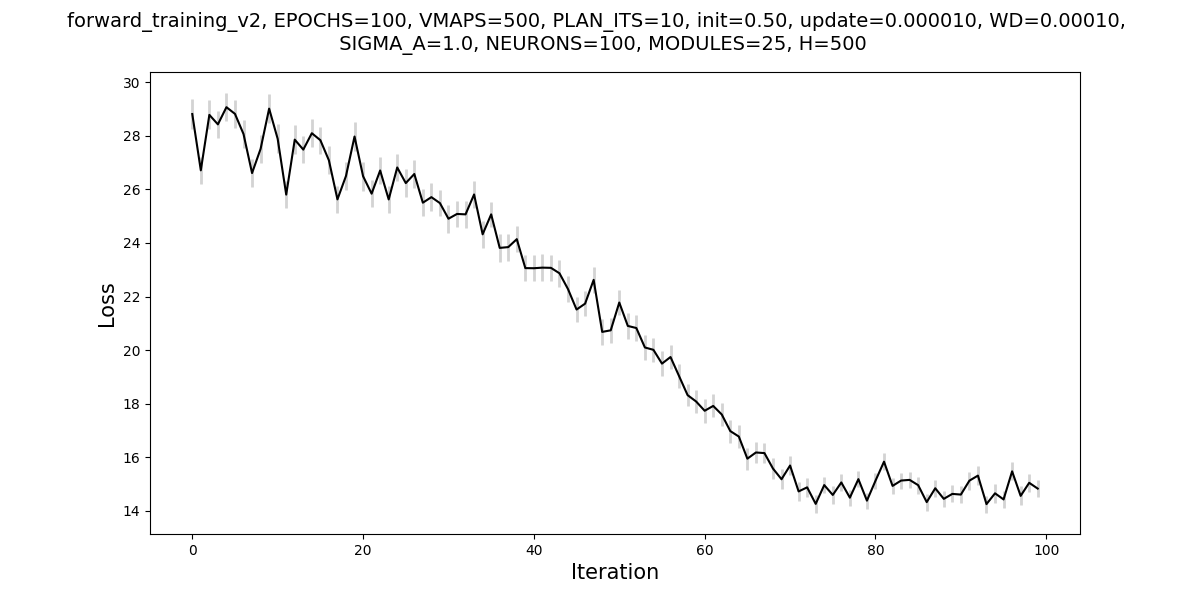 forward_training_v2, EPOCHS=100, VMAPS=500, PLAN_ITS=10, init=0.50, update=0.000010, WD=0.00010,
SIGMA_A=1.0, NEURONS=100, MODULES=25, H=500
30
28
26
24
22
20
18
16
14
Loss
0 20 40 60 80 100
Iteration